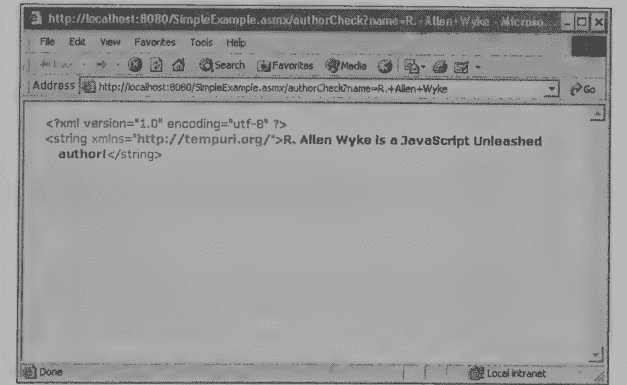 http://localhost:8080/SimpleExample.asmx/authorCheck?name=R.+Allen+Wyke - Microso...
File Edit View Favorites Tools Help
Search Favorites Media
Address http://localhost:8080/SimpleExample.asmx/authorCheck?name=R.+Allen+Wyke Go
<?xml version="1.0" encoding="utf-8" ?>
<string xmlns="http://tempuri.org/">R. Allen Wyke is a JavaScript Unleashed
author!</string>
Done Local intranet